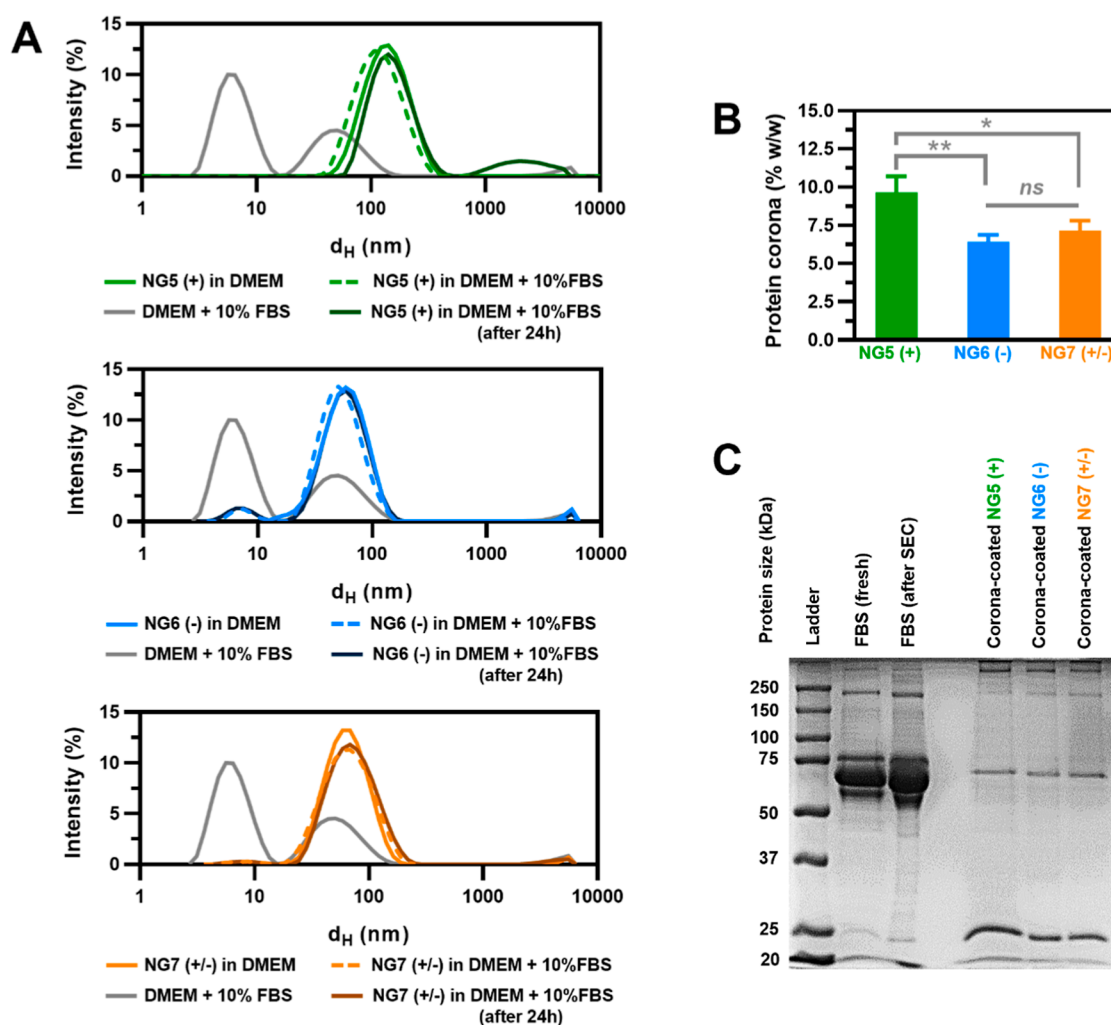 A
Intensity (%)
15
10
5
0
1 10 100 1000 10000
d_H (nm)
NG5 (+) in DMEM
NG5 (+) in DMEM + 10%FBS
DMEM + 10% FBS
NG5 (+) in DMEM + 10%FBS
(after 24h)
Intensity (%)
15
10
5
0
1 10 100 1000 10000
d_H (nm)
NG6 (-) in DMEM
NG6 (-) in DMEM + 10%FBS
DMEM + 10% FBS
NG6 (-) in DMEM + 10%FBS
(after 24h)
Intensity (%)
15
10
5
0
1 10 100 1000 10000
d_H (nm)
NG7 (+/-) in DMEM
NG7 (+/-) in DMEM + 10%FBS
DMEM + 10% FBS
NG7 (+/-) in DMEM + 10%FBS
(after 24h)
B
Protein corona (% w/w)
15.0
12.5
10.0
7.5
5.0
2.5
0.0
*
**
ns
NG5 (+) NG6 (-) NG7 (+/-)
C
Protein size (kDa)
Ladder
FBS (fresh)
FBS (after SEC)
Corona-coated NG5 (+)
Corona-coated NG6 (-)
Corona-coated NG7 (+/-)
250
150
100
75
50
37
25
20